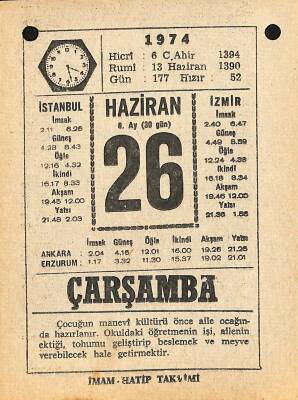 1974
Hicrî : 6 C.Ahir 1394
Rumi : 13 Haziran 1390
Gün : 177 Hızır : 52
İSTANBUL
İmsak
2.11 6.26
Güneş
4.28 8.43
Öğle
12.16 4.32
İkindi
16.17 8.33
Akşam
19.45 12.00
Yatsı
21.48 2.03
HAZİRAN
6. Ay (30 gün)
26
İZMİR
İmsak
2.40 6.47
Güneş
4.49 8.59
Öğle
12.24 4.38
İkindi
16.18 8.34
Akşam
19.46 12.00
Yatsı
21.36 1.56
İmsak Güneş Öğle İkindi Akşam Yatsı
ANKARA : 2.04 4.16 12.01 16.00 19.26 21.26
ERZURUM : 1.17 3.32 11.30 15.37 19.02 21.01
ÇARŞAMBA
Çocuğun manevî kültürü önce aile ocağın-
da hazırlanır. Okuldaki öğretmenin işi, ailenin
ektiği, tohumu geliştirip beslemek ve meyve
verebilecek hale getirmektir.
İMAM-HATİP TAKVİMİ